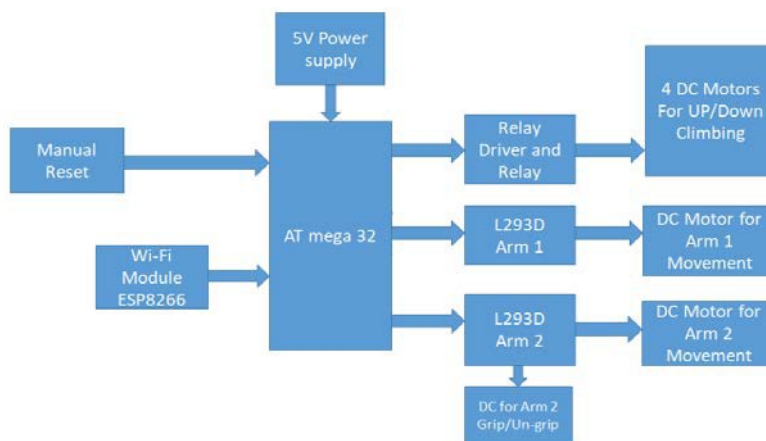 5V Power
supply
4 DC Motors
For UP/Down
Climbing
Manual
Reset
Relay
Driver and
Relay
AT mega 32
L293D
Arm 1
DC Motor for
Arm 1
Movement
Wi-Fi
Module
ESP8266
L293D
Arm 2
DC Motor for
Arm 2
Movement
DC for Arm 2
Grip/Un-grip